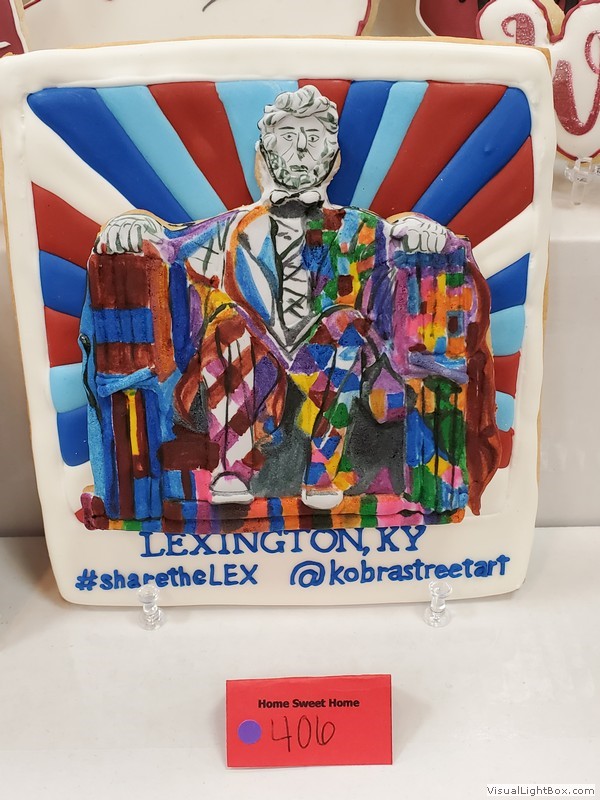 LEXINGTON, KY
#sharetheLEX @kobrastreetart
Home Sweet Home
406
VisualLightBox.com